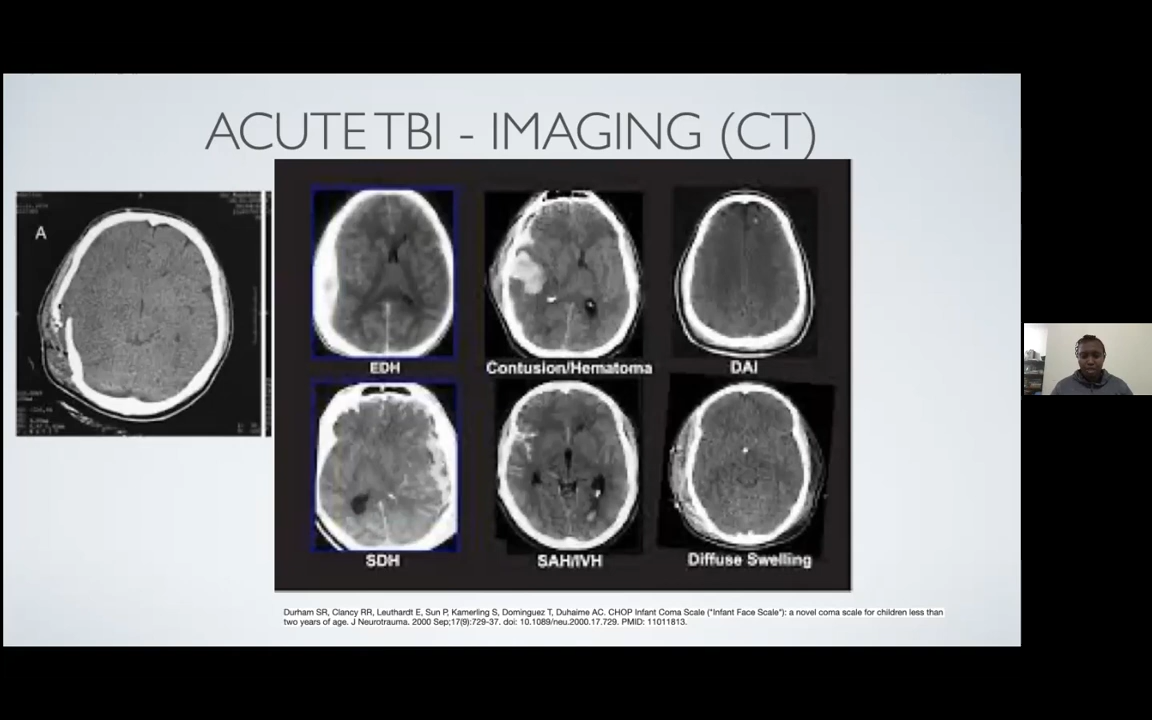 ACUTE TBI - IMAGING (CT)
A
EDH
Contusion/Hematoma
DAI
SDH
SAH/IVH
Diffuse Swelling
Durham SR, Clancy RR, Leuthardt E, Sun P, Kamerling S, Dominguez T, Duhaime AC. CHOP Infant Coma Scale ("Infant Face Scale"): a novel coma scale for children less than
two years of age. J Neurotrauma. 2000 Sep;17(9):729-37. doi: 10.1089/neu.2000.17.729. PMID: 11011813.